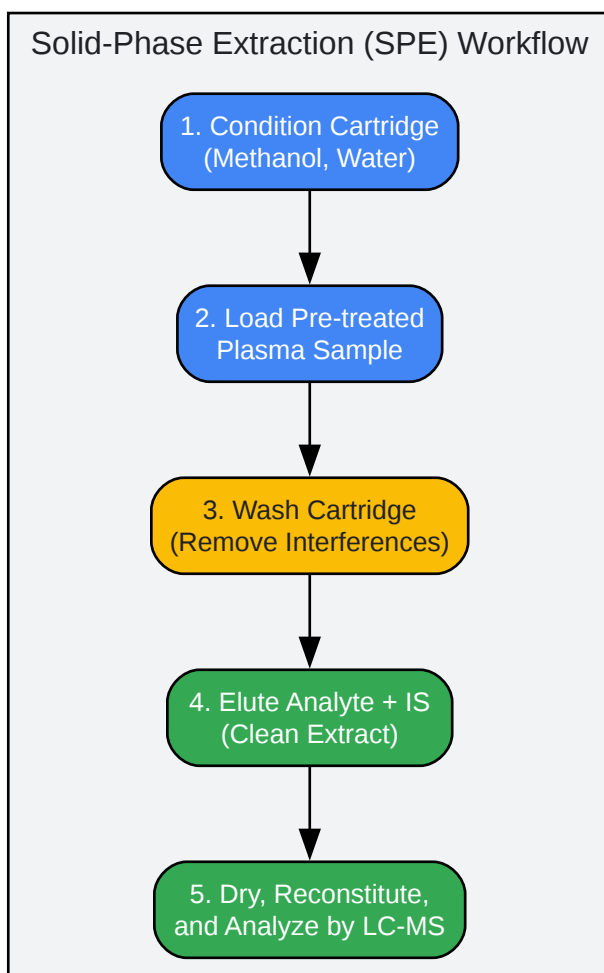 Solid-Phase Extraction (SPE) Workflow
1. Condition Cartridge
(Methanol, Water)
2. Load Pre-treated
Plasma Sample
3. Wash Cartridge
(Remove Interferences)
4. Elute Analyte + IS
(Clean Extract)
5. Dry, Reconstitute,
and Analyze by LC-MS